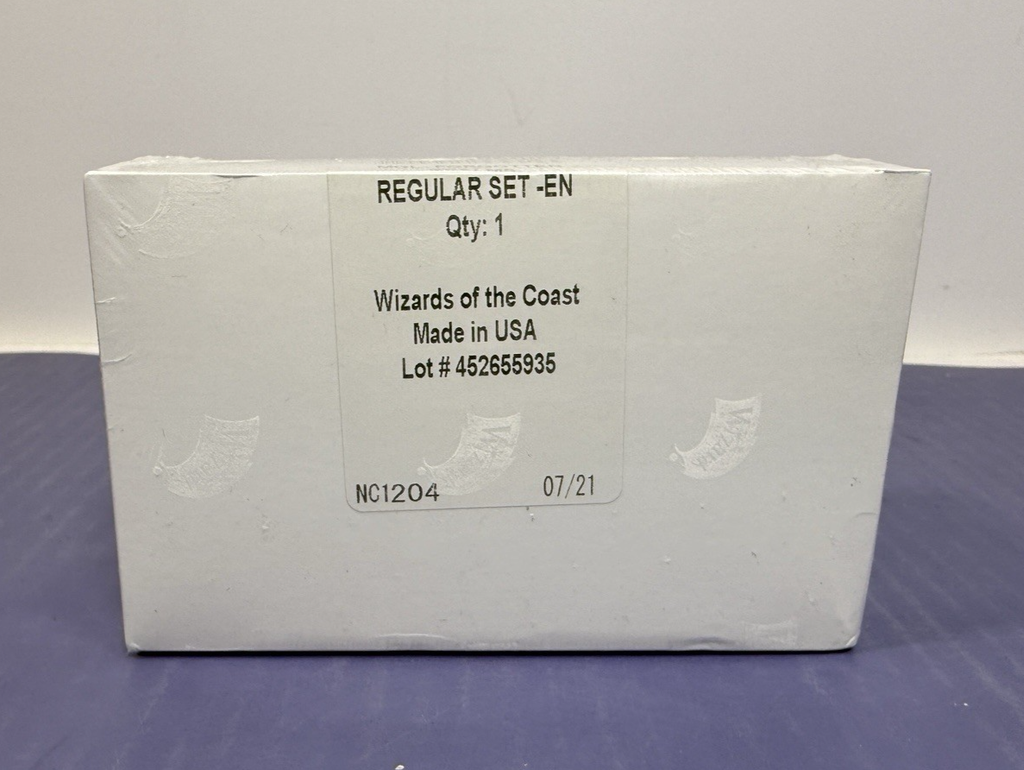 REGULAR SET -EN
Qty: 1
Wizards of the Coast
Made in USA
Lot # 452655935
NC1204 07/21